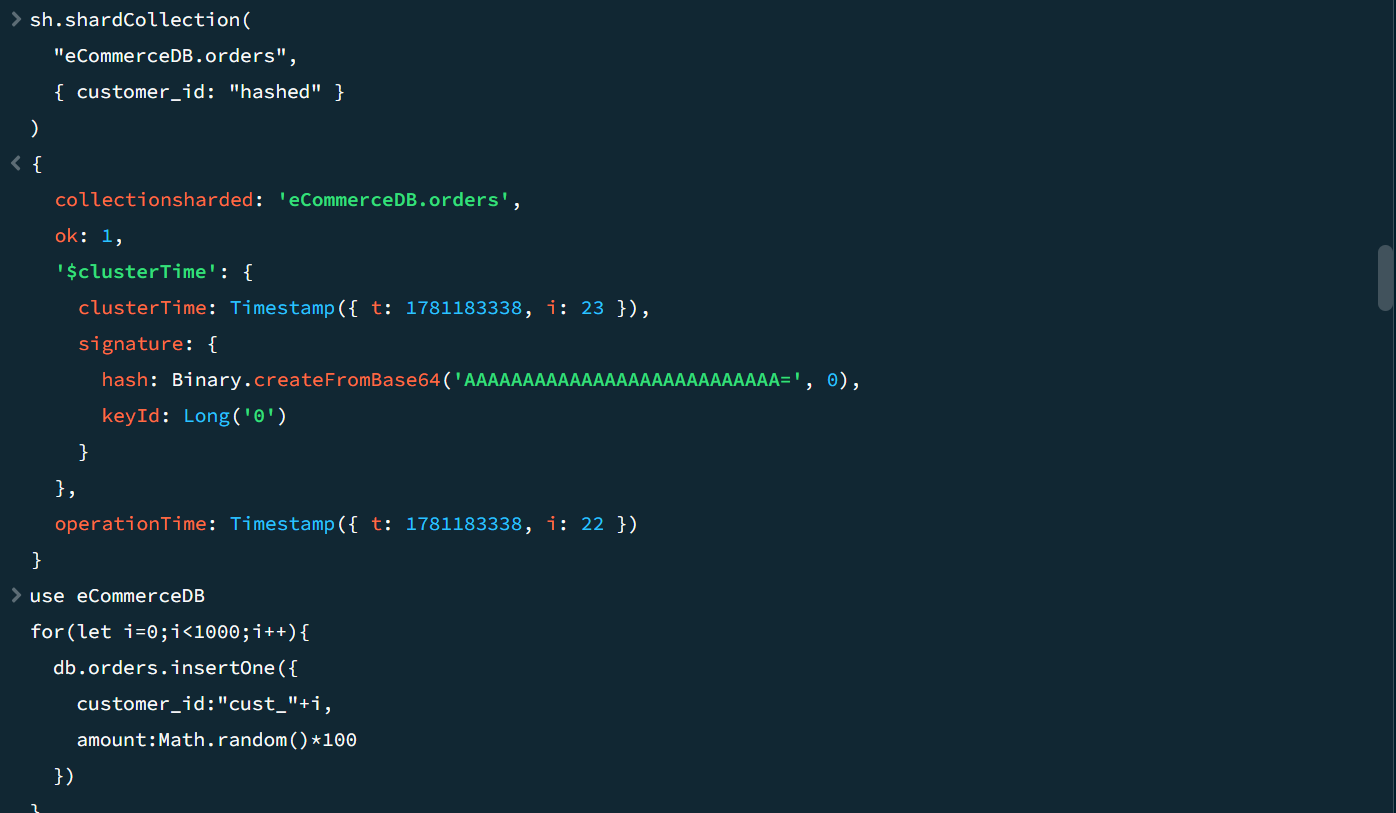 sh.shardCollection(
"eCommerceDB.orders",
{ customer_id: "hashed" }
)
{
collectionsharded: 'eCommerceDB.orders',
ok: 1,
'$clusterTime': {
clusterTime: Timestamp({ t: 1781183338, i: 23 }),
signature: {
hash: Binary.createFromBase64('AAAAAAAAAAAAAAAAAAAAAAAAAAA=', 0),
keyId: Long('0')
}
},
operationTime: Timestamp({ t: 1781183338, i: 22 })
}
use eCommerceDB
for(let i=0;i<1000;i++){
db.orders.insertOne({
customer_id:"cust_"+i,
amount:Math.random()*100
})
}